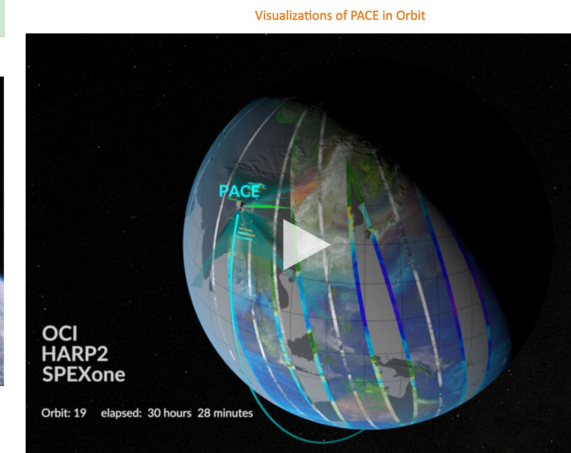 Visualizations of PACE in Orbit
PACE
OCI
HARP2
SPEXone
Orbit: 19 elapsed: 30 hours 28 minutes